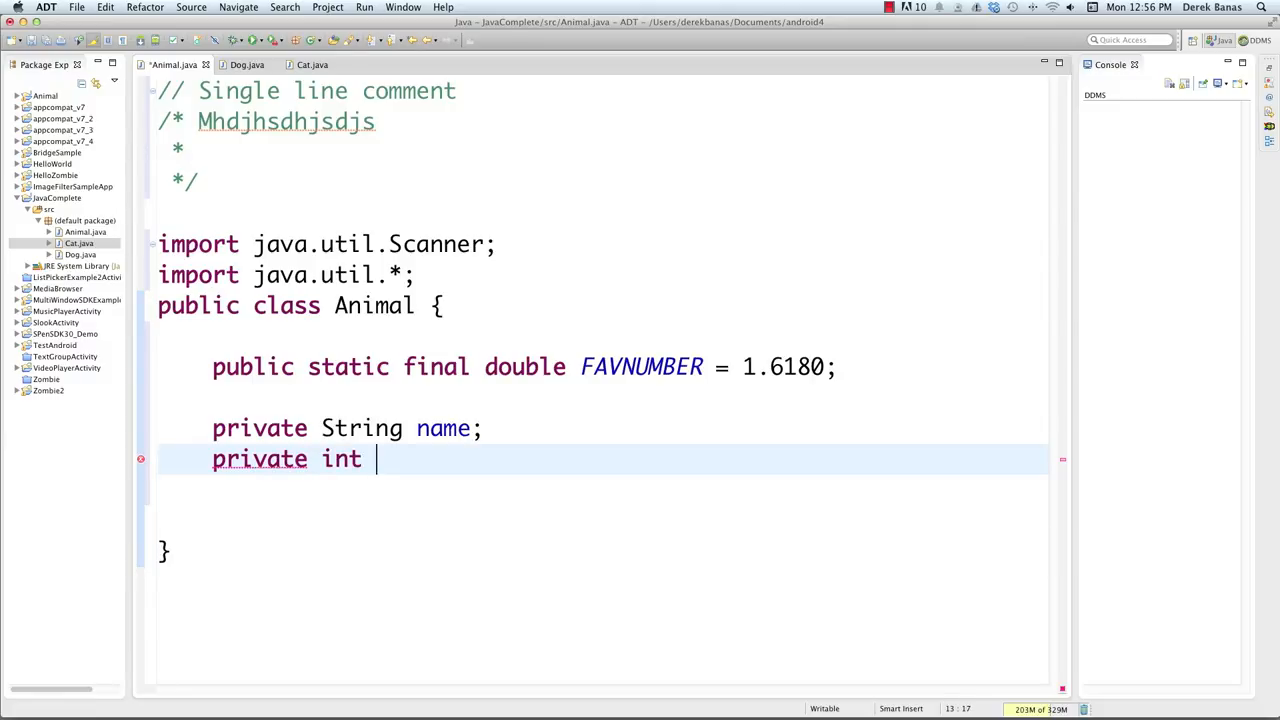 ADT File Edit Refactor Source Navigate Search Project Run Window Help 10 Mon 12:56 PM Derek Banas
Java - JavaComplete/src/Animal.java - ADT - /Users/derekbanas/Documents/android4
Quick Access Java DDMS
Package Exp
*Animal.java Dog.java Cat.java
Console
DDMS
Animal
appcompat_v7
appcompat_v7_2
appcompat_v7_3
appcompat_v7_4
BridgeSample
HelloWorld
HelloZombie
ImageFilterSampleApp
JavaComplete
src
(default package)
Animal.java
Cat.java
Dog.java
JRE System Library [Ja
ListPickerExample2Activi
MediaBrowser
MultiWindowSDKExample
MusicPlayerActivity
SlookActivity
SPenSDK30_Demo
TestAndroid
TextGroupActivity
VideoPlayerActivity
Zombie
Zombie2
// Single line comment
/* Mhdjhsdhjsdjs
*
*/
import java.util.Scanner;
import java.util.*;
public class Animal {
public static final double FAVNUMBER = 1.6180;
private String name;
private int
}
Writable Smart Insert 13 : 17 203M of 329M